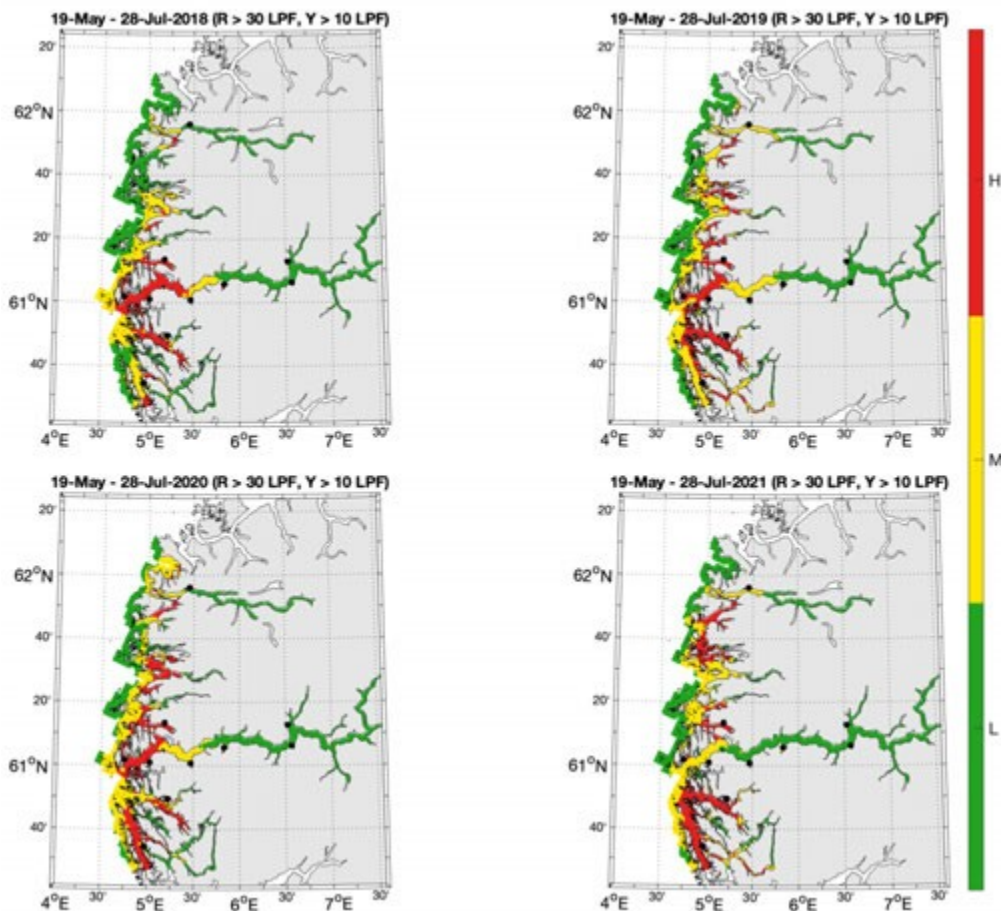 19-May - 28-Jul-2018 (R > 30 LPF, Y > 10 LPF)
20'
62°N
40'
20'
61°N
40'
4°E 30' 5°E 30' 6°E 30' 7°E 30'
19-May - 28-Jul-2019 (R > 30 LPF, Y > 10 LPF)
20'
62°N
40'
20'
61°N
40'
4°E 30' 5°E 30' 6°E 30' 7°E 30'
19-May - 28-Jul-2020 (R > 30 LPF, Y > 10 LPF)
20'
62°N
40'
20'
61°N
40'
4°E 30' 5°E 30' 6°E 30' 7°E 30'
19-May - 28-Jul-2021 (R > 30 LPF, Y > 10 LPF)
20'
62°N
40'
20'
61°N
40'
4°E 30' 5°E 30' 6°E 30' 7°E 30'
H
M
L